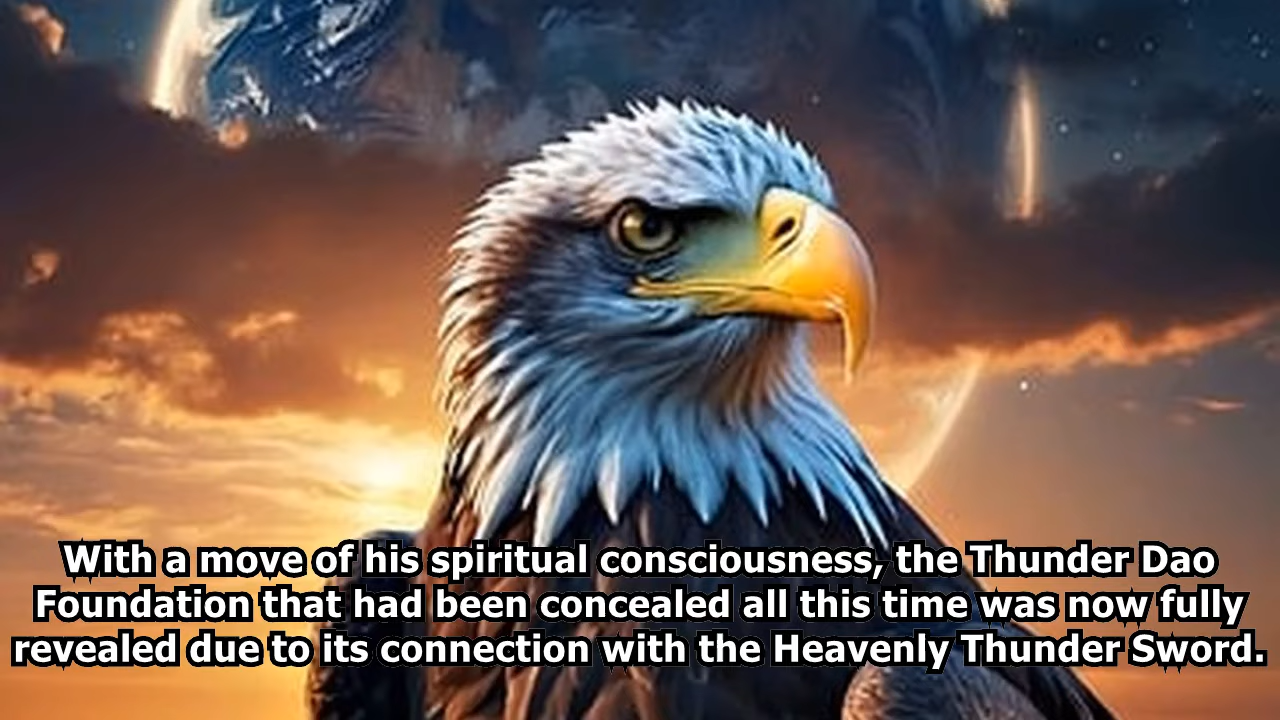 With a move of his spiritual consciousness, the Thunder Dao
Foundation that had been concealed all this time was now fully
revealed due to its connection with the Heavenly Thunder Sword.